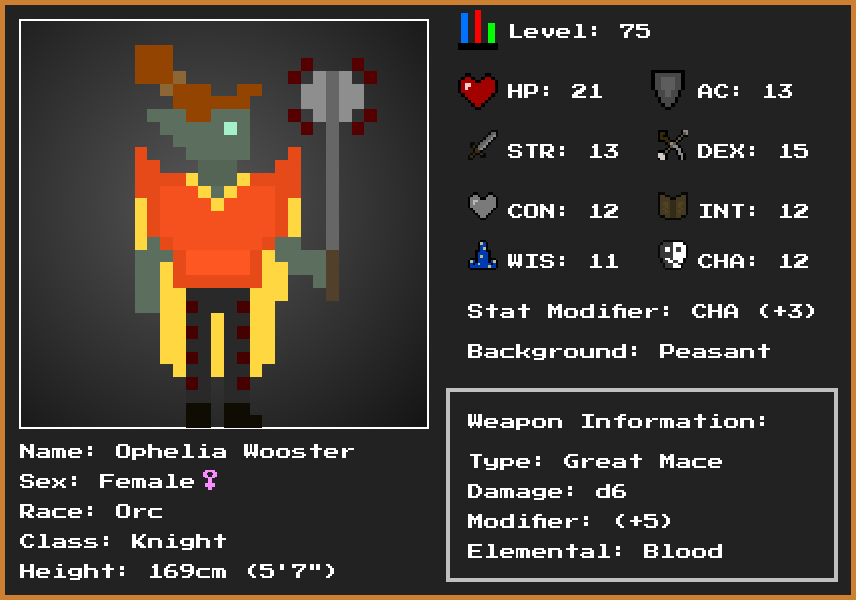 Level: 75
HP: 21
AC: 13
STR: 13
DEX: 15
CON: 12
INT: 12
WIS: 11
CHA: 12
Stat Modifier: CHA (+3)
Background: Peasant
Weapon Information:
Type: Great Mace
Damage: d6
Modifier: (+5)
Elemental: Blood
Name: Ophelia Wooster
Sex: Female♀
Race: Orc
Class: Knight
Height: 169cm (5'7")